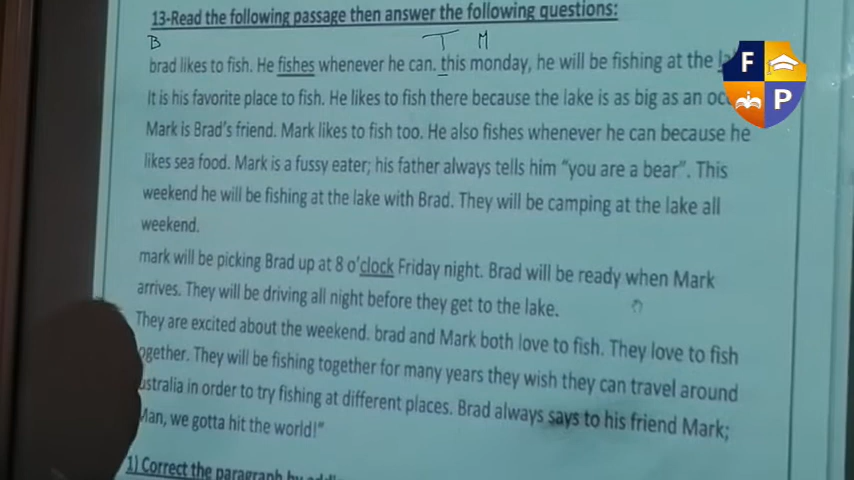 13-Read the following passage then answer the following questions:
B T M
brad likes to fish. He fishes whenever he can. this monday, he will be fishing at the
It is his favorite place to fish. He likes to fish there because the lake is as big as an
Mark is Brad's friend. Mark likes to fish too. He also fishes whenever he can because he
likes sea food. Mark is a fussy eater; his father always tells him "you are a bear". This
weekend he will be fishing at the lake with Brad. They will be camping at the lake all
weekend.
mark will be picking Brad up at 8 o'clock Friday night. Brad will be ready when Mark
arrives. They will be driving all night before they get to the lake.
They are excited about the weekend. brad and Mark both love to fish. They love to fish
ogether. They will be fishing together for many years they wish they can travel around
ustralia in order to try fishing at different places. Brad always says to his friend Mark;
Man, we gotta hit the world!"
1) Correct the paragraph by
F
P